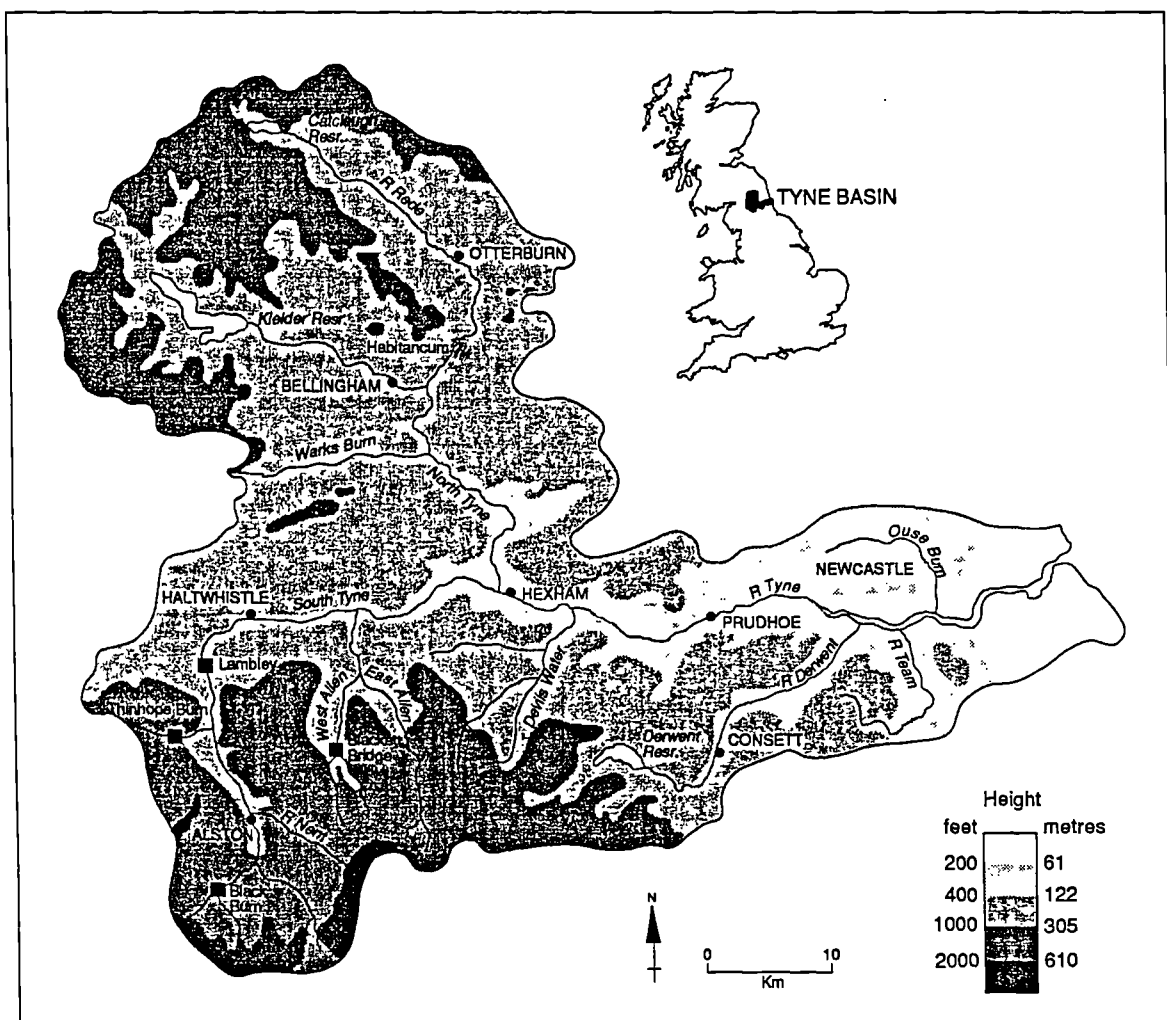 TYNE BASIN
Catcleugh
Resr.
R Rede
OTTERBURN
Kielder Resr.
Habitancum
BELLINGHAM
Warks Burn
North Tyne
Ouse Burn
NEWCASTLE
HALTWHISTLE
South Tyne
HEXHAM
R Tyne
PRUDHOE
Lambley
West Allen
East Allen
Devils Water
R Derwent
R Team
Thinhope Burn
Blackett
Bridge
Derwent
Resr.
CONSETT
ALSTON
R Nent
Black
Burn
Height
feet metres
200 61
400 122
1000 305
2000 610
N
0 10
Km